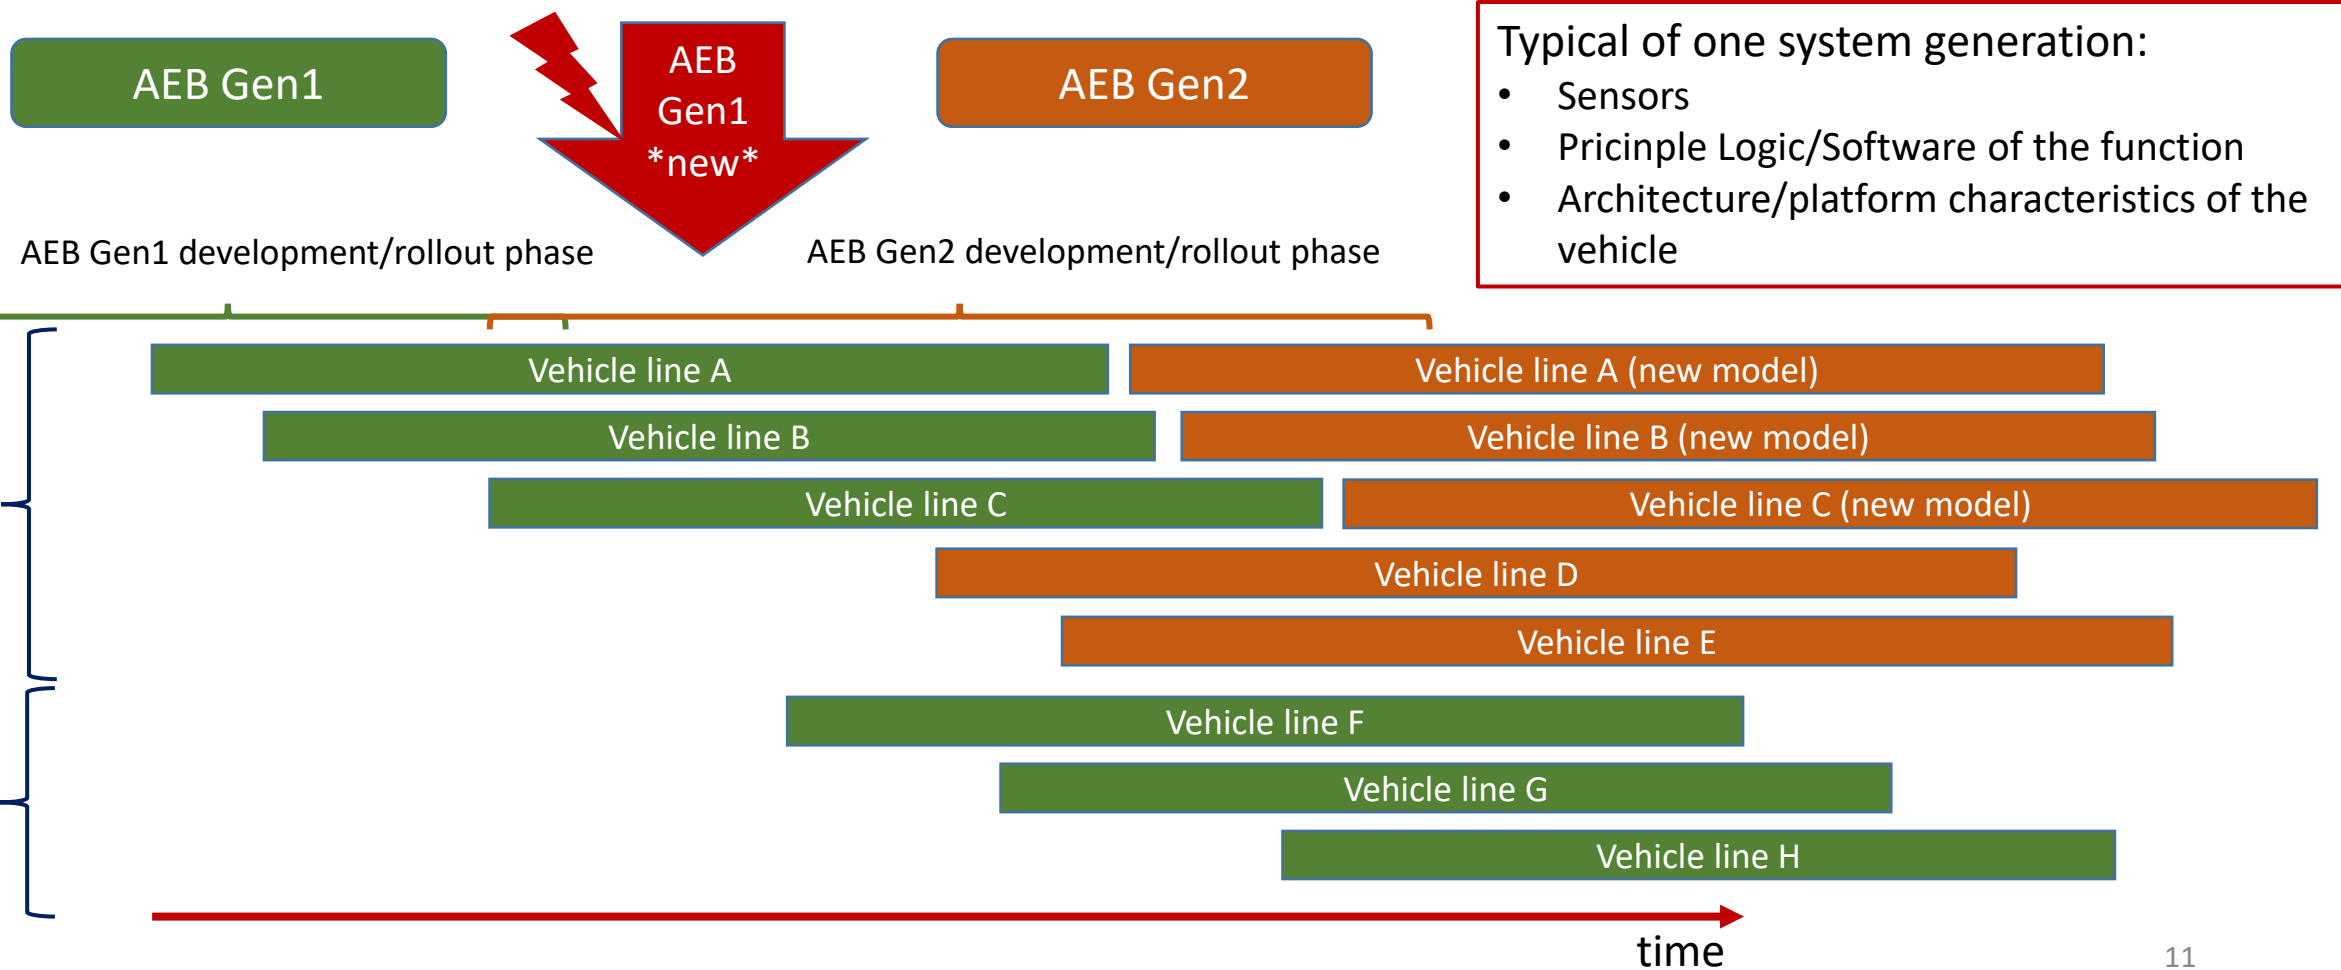 AEB Gen1
AEB
Gen1
*new*
AEB Gen2
Typical of one system generation:
• Sensors
• Pricinple Logic/Software of the function
• Architecture/platform characteristics of the
vehicle
AEB Gen1 development/rollout phase
AEB Gen2 development/rollout phase
Vehicle line A
Vehicle line A (new model)
Vehicle line B
Vehicle line B (new model)
Vehicle line C
Vehicle line C (new model)
Vehicle line D
Vehicle line E
Vehicle line F
Vehicle line G
Vehicle line H
time
11